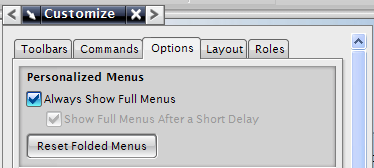 Customize
Toolbars Commands Options Layout Roles
Personalized Menus
Always Show Full Menus
Show Full Menus After a Short Delay
Reset Folded Menus